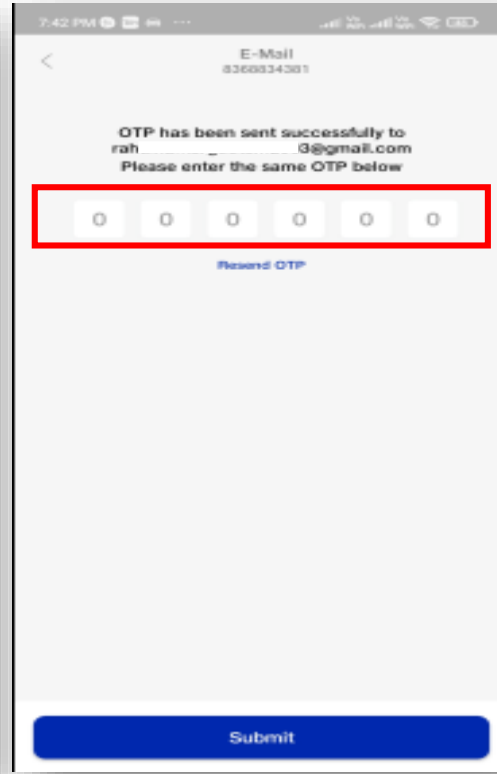 7:42 PM
E-Mail
8368834381
OTP has been sent successfully to
rah 3@gmail.com
Please enter the same OTP below
0 0 0 0 0 0
Resend OTP
Submit